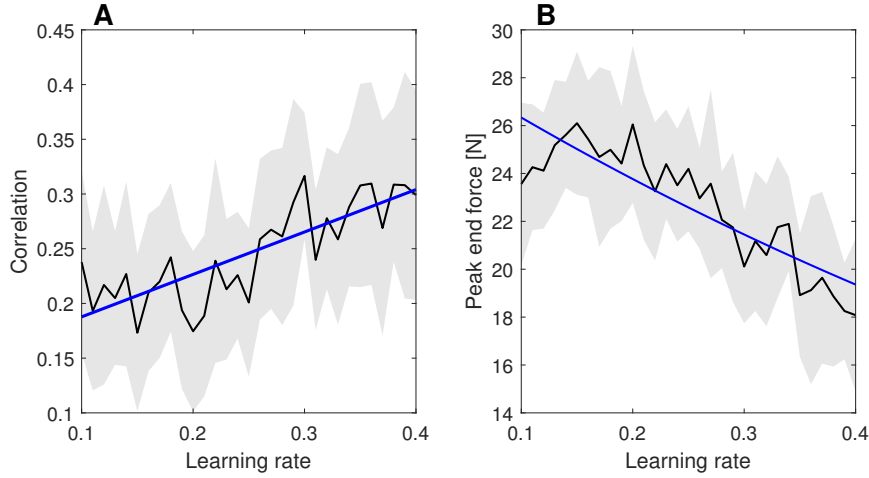 A
0.45
0.4
0.35
0.3
0.25
0.2
0.15
0.1
Correlation
0.1 0.2 0.3 0.4
Learning rate
B
30
28
26
24
22
20
18
16
14
Peak end force [N]
0.1 0.2 0.3 0.4
Learning rate